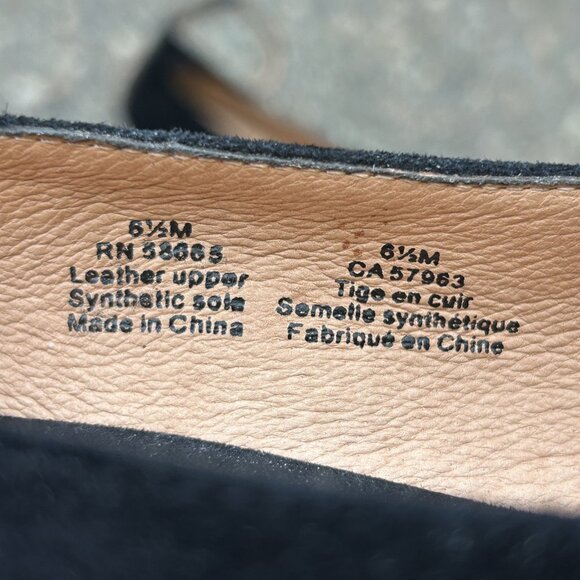 6½M
RN 58665
Leather upper
Synthetic sole
Made in China
6½M
CA 57963
Tige en cuir
Semelle synthétique
Fabriqué en Chine